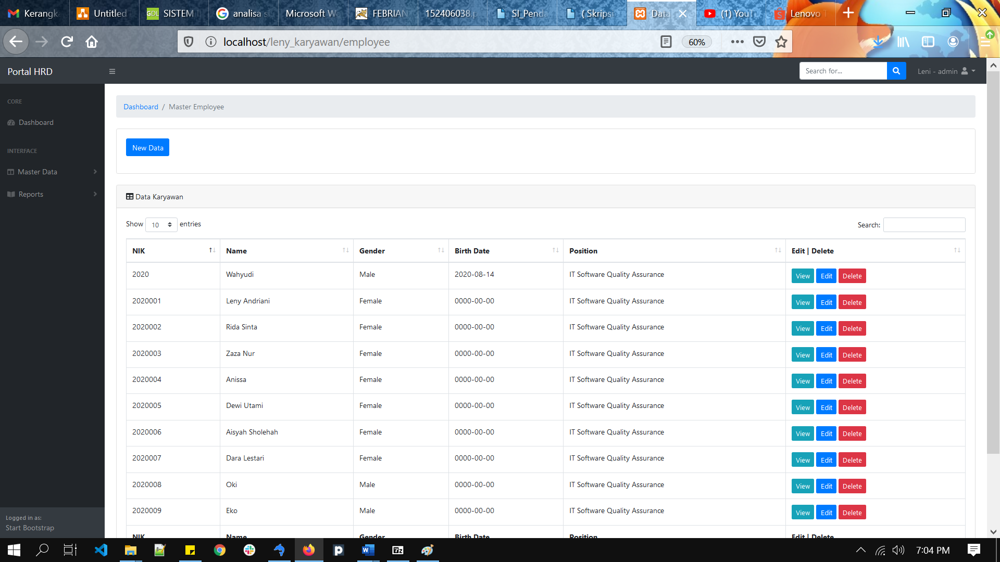 Kerangk
Untitled
SISTEM I
analisa s
Microsoft W
FEBRIAN
152406038.p
SI_Penda
( Skripsi
Data
(1) YouT
Lenovo T
localhost/leny_karyawan/employee
60%
Portal HRD
Search for...
Leni - admin
CORE
Dashboard
INTERFACE
Master Data
Reports
Logged in as:
Start Bootstrap
Dashboard / Master Employee
New Data
Data Karyawan
Show 10 entries
Search:
NIK Name Gender Birth Date Position Edit | Delete
2020 Wahyudi Male 2020-08-14 IT Software Quality Assurance View Edit Delete
2020001 Leny Andriani Female 0000-00-00 IT Software Quality Assurance View Edit Delete
2020002 Rida Sinta Female 0000-00-00 IT Software Quality Assurance View Edit Delete
2020003 Zaza Nur Female 0000-00-00 IT Software Quality Assurance View Edit Delete
2020004 Anissa Female 0000-00-00 IT Software Quality Assurance View Edit Delete
2020005 Dewi Utami Female 0000-00-00 IT Software Quality Assurance View Edit Delete
2020006 Aisyah Sholehah Female 0000-00-00 IT Software Quality Assurance View Edit Delete
2020007 Dara Lestari Female 0000-00-00 IT Software Quality Assurance View Edit Delete
2020008 Oki Male 0000-00-00 IT Software Quality Assurance View Edit Delete
2020009 Eko Male 0000-00-00 IT Software Quality Assurance View Edit Delete
NIK Name Gender Birth Date Position Edit | Delete
7:04 PM